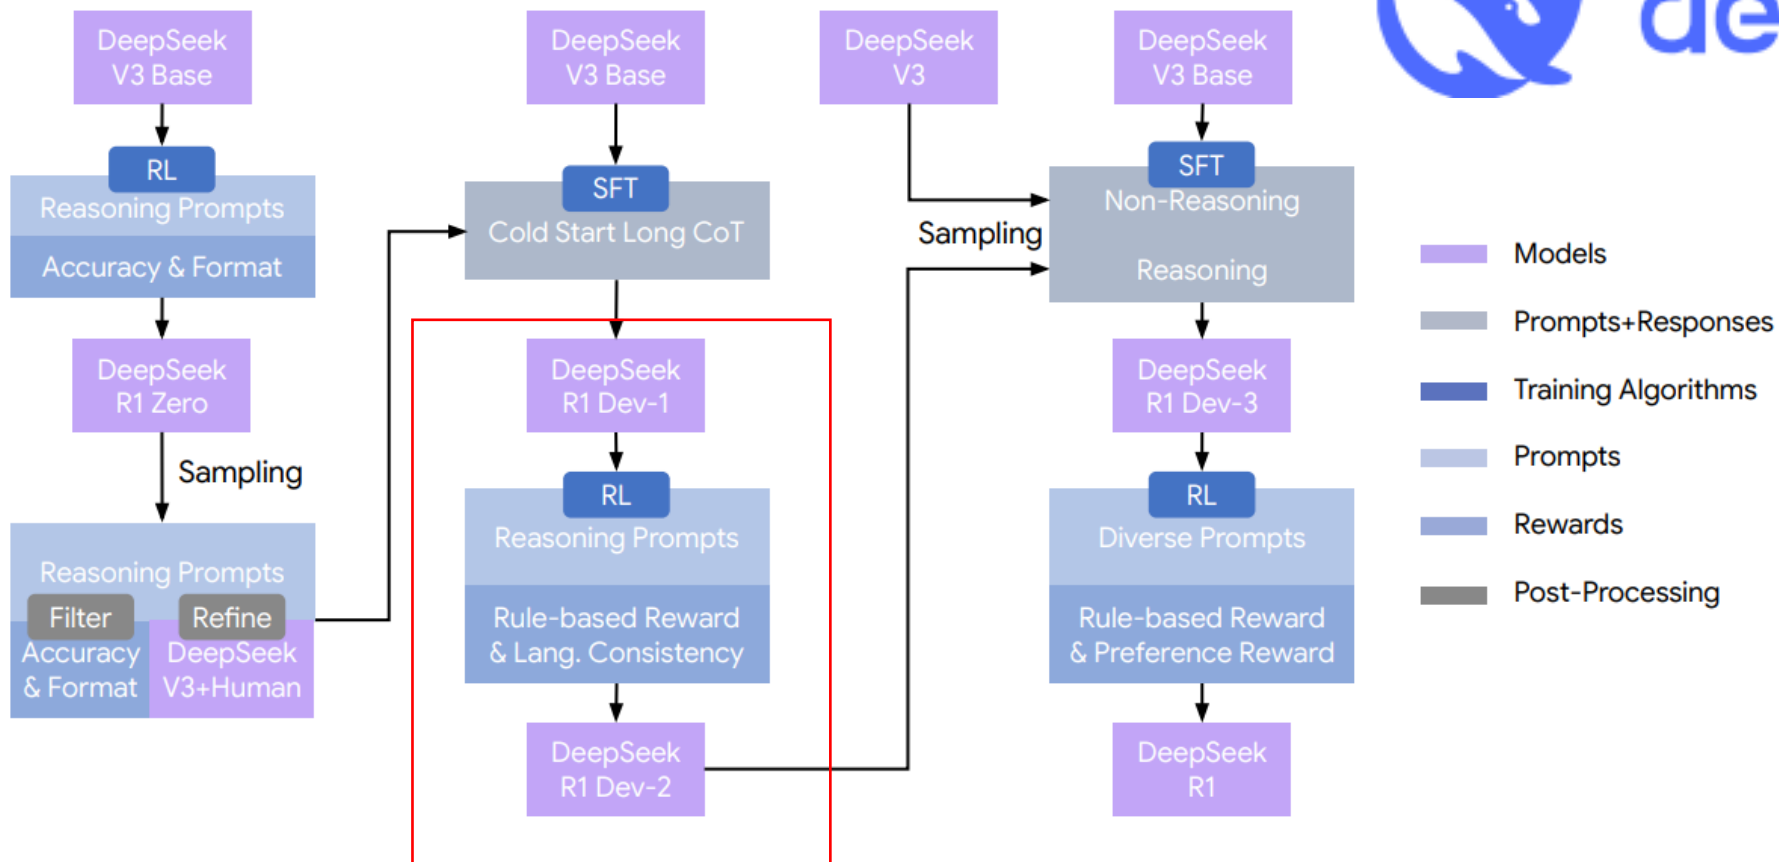 DeepSeek
V3 Base
RL
Reasoning Prompts
Accuracy & Format
DeepSeek
R1 Zero
Sampling
Reasoning Prompts
Filter
Refine
Accuracy
& Format
DeepSeek
V3+Human
DeepSeek
V3 Base
SFT
Cold Start Long CoT
DeepSeek
R1 Dev-1
RL
Reasoning Prompts
Rule-based Reward
& Lang. Consistency
DeepSeek
R1 Dev-2
DeepSeek
V3
Sampling
DeepSeek
V3 Base
SFT
Non-Reasoning
Reasoning
DeepSeek
R1 Dev-3
RL
Diverse Prompts
Rule-based Reward
& Preference Reward
DeepSeek
R1
de
Models
Prompts+Responses
Training Algorithms
Prompts
Rewards
Post-Processing